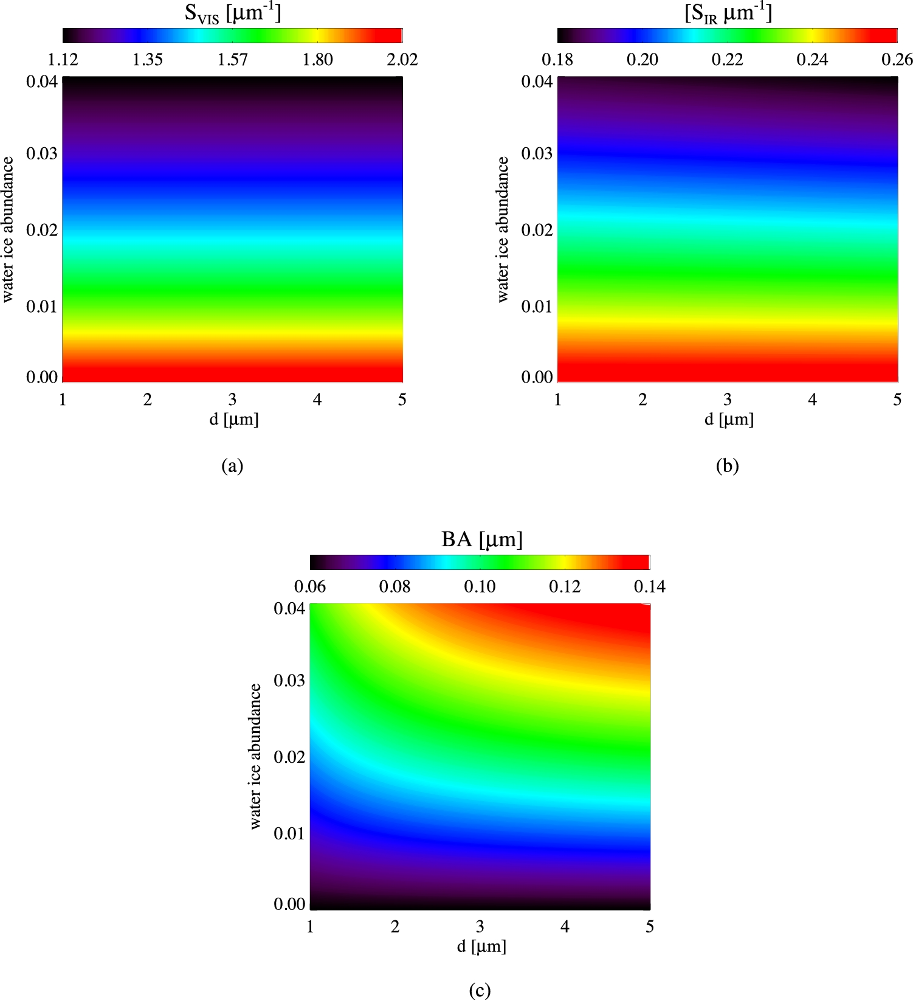 S_VIS [μm^-1]
1.12 1.35 1.57 1.80 2.02
0.04
0.03
0.02
0.01
0.00
water ice abundance
1 2 3 4 5
d [μm]
(a)
[S_IR μm^-1]
0.18 0.20 0.22 0.24 0.26
0.04
0.03
0.02
0.01
0.00
water ice abundance
1 2 3 4 5
d [μm]
(b)
BA [μm]
0.06 0.08 0.10 0.12 0.14
0.04
0.03
0.02
0.01
0.00
water ice abundance
1 2 3 4 5
d [μm]
(c)